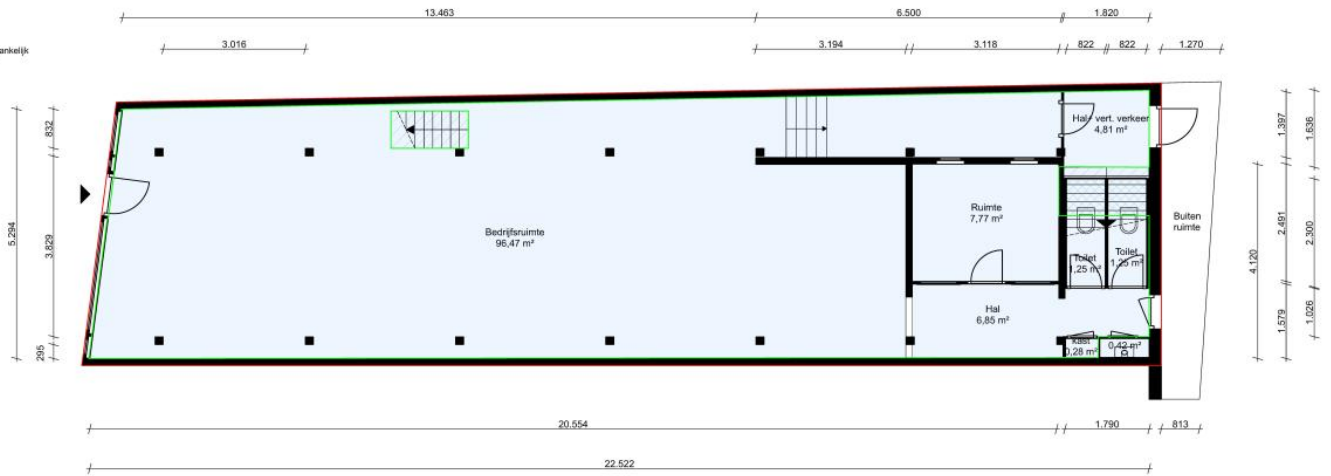 13.463
6.500
1.820
ankelijk
3.016
3.194
3.118
822
822
1.270
5.294
832
3.829
295
Hal - vert. verkeer
4,81 m²
1.397
1.636
Ruimte
7,77 m²
Buiten
ruimte
Bedrijfsruimte
96,47 m²
2.491
2.300
4.120
Toilet
1,25 m²
Toilet
1,25 m²
Hal
6,85 m²
1.579
1.026
Kast
0,28 m²
0,42 m²
20.554
1.790
813
22.522